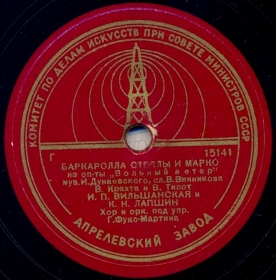 КОМИТЕТ ПО ДЕЛАМ ИСКУССТВ ПРИ СОВЕТЕ МИНИСТРОВ СССР
Г 15141
БАРКАРОЛЛА СТЕЛЛЫ И МАРКО
из оп-ты „Вольный ветер"
муз. И. Дунаевского, сл. В. Винникова
В. Крахта и В. Типот
И. П. ВИЛЬШАНСКАЯ и
К. К. ЛАПШИН
Хор и орк. под упр.
Г. Фукс-Мартина
АПРЕЛЕВСКИЙ ЗАВОД